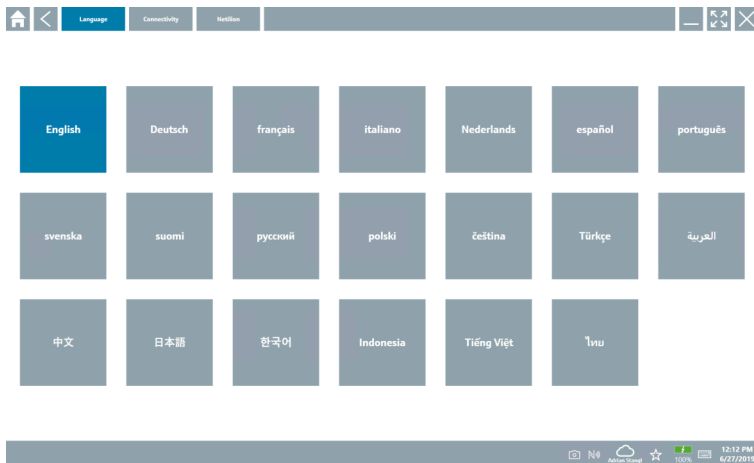 Language
Connectivity
Netilion
English
Deutsch
français
italiano
Nederlands
español
português
svenska
suomi
русский
polski
čeština
Türkçe
العربية
中文
日本語
한국어
Indonesia
Tiếng Việt
ไทย
Adrian Stangl
100%
12:12 PM
6/27/2019